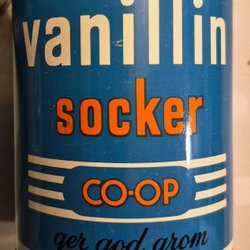 vanillin
socker
CO-OP
ger god arom